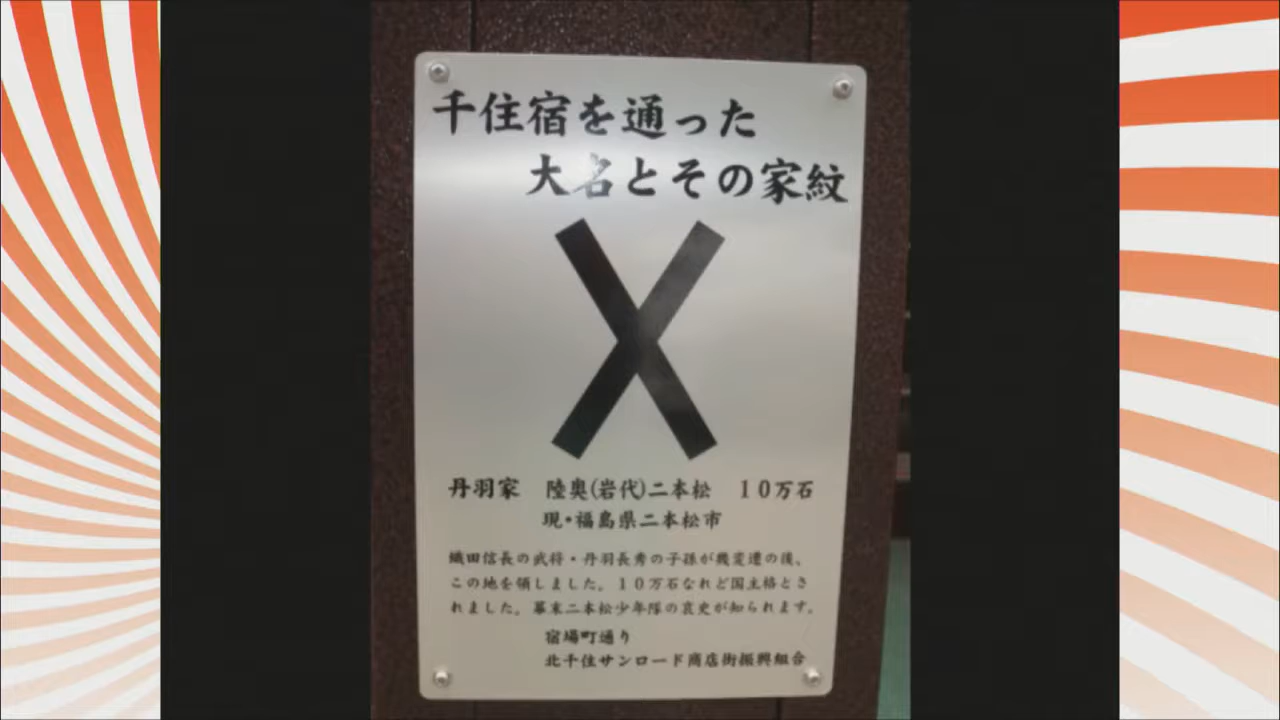 千住宿を通った
大名とその家紋
丹羽家 陸奥(岩代)二本松 10万石
現・福島県二本松市
織田信長の武将・丹羽長秀の子孫が幾変遷の後、
この地を領しました。10万石なれど国主格とさ
れました。幕末二本松少年隊の哀史が知られます。
宿場町通り
北千住サンロード商店街振興組合